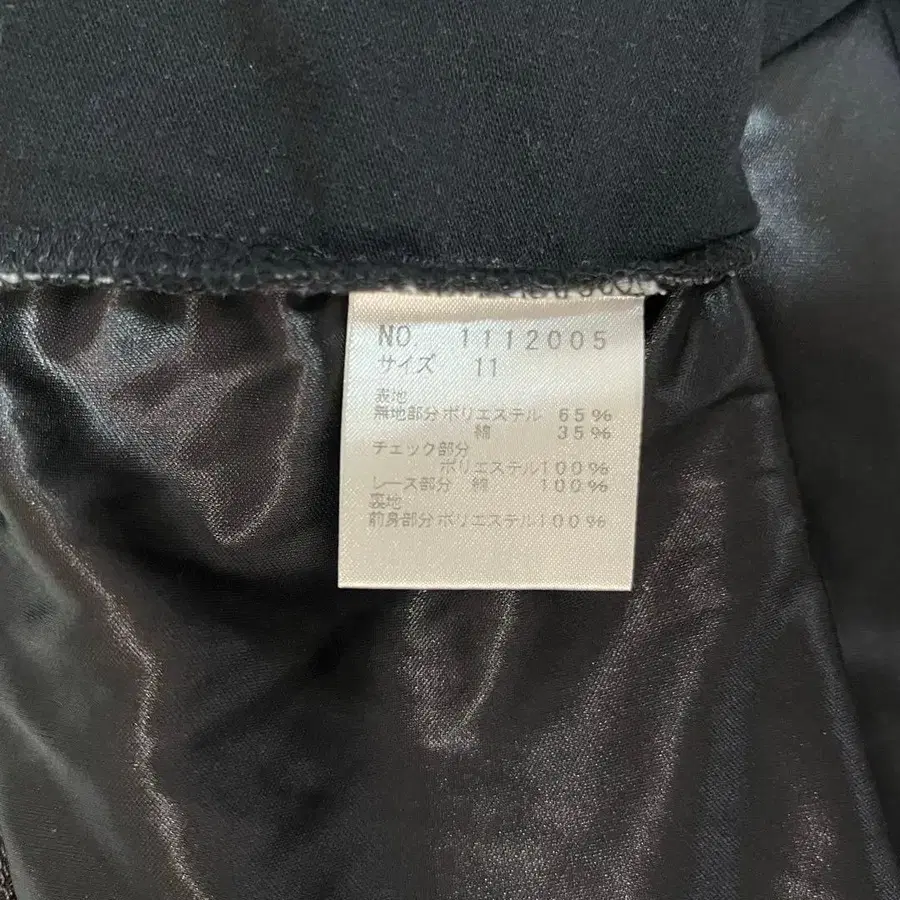 NO. 1112005
サイズ 11
表地
無地部分ポリエステル 65%
綿 35%
チェック部分
ポリエステル100%
レース部分 綿 100%
裏地
前身部分ポリエステル100%